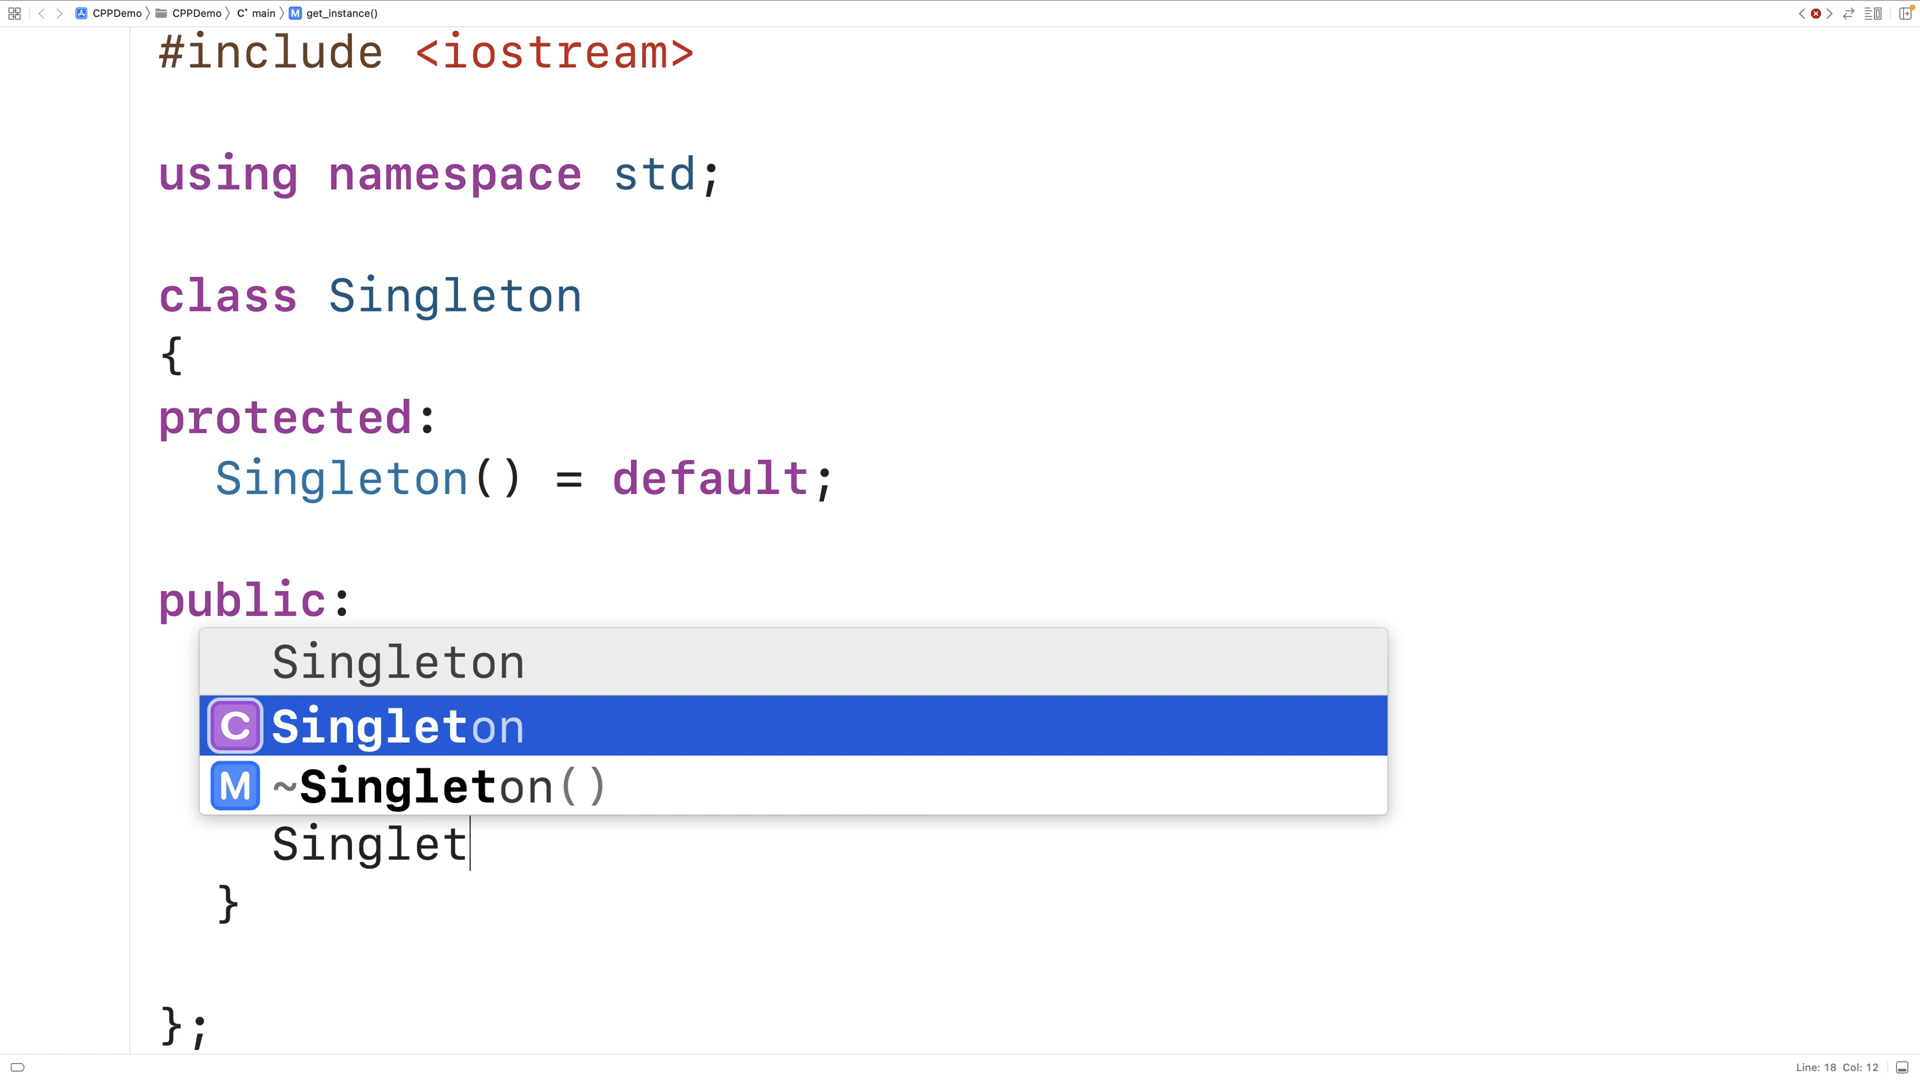 CPPDemo CPPDemo main M get_instance()
#include <iostream>
using namespace std;
class Singleton
{
protected:
Singleton() = default;
public:
Singleton
C Singleton
M ~Singleton()
Singlet
}
};
Line: 18 Col: 12